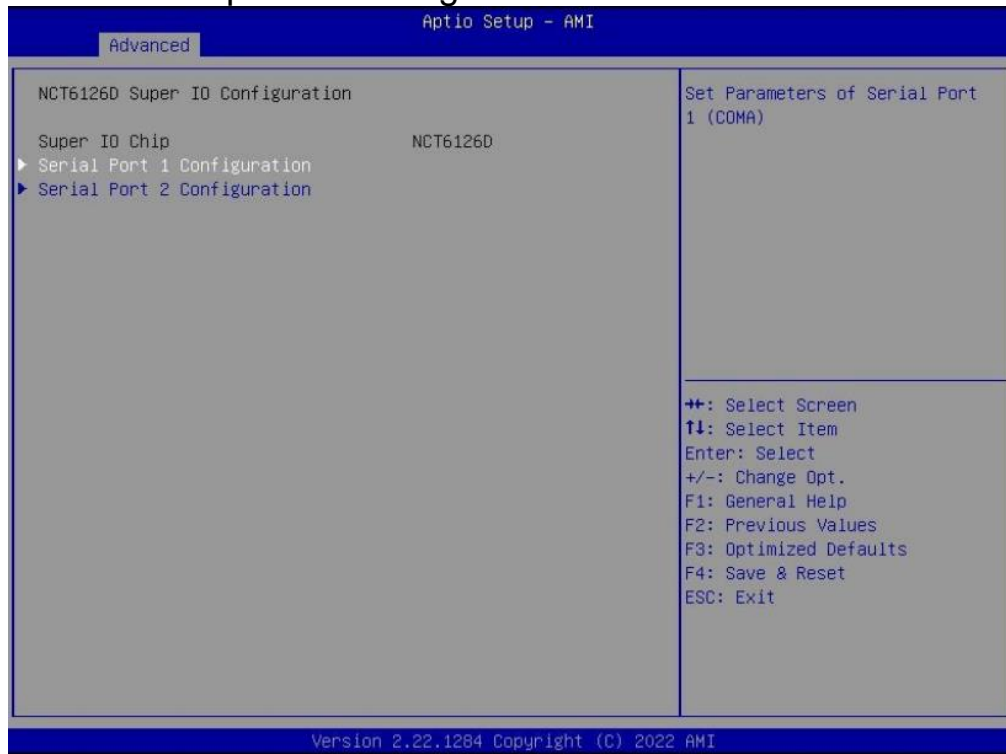 Aptio Setup - AMI
Advanced
NCT6126D Super IO Configuration
Super IO Chip NCT6126D
Serial Port 1 Configuration
Serial Port 2 Configuration
Set Parameters of Serial Port
1 (COMA)
→←: Select Screen
↑↓: Select Item
Enter: Select
+/-: Change Opt.
F1: General Help
F2: Previous Values
F3: Optimized Defaults
F4: Save & Reset
ESC: Exit
Version 2.22.1284 Copyright (C) 2022 AMI